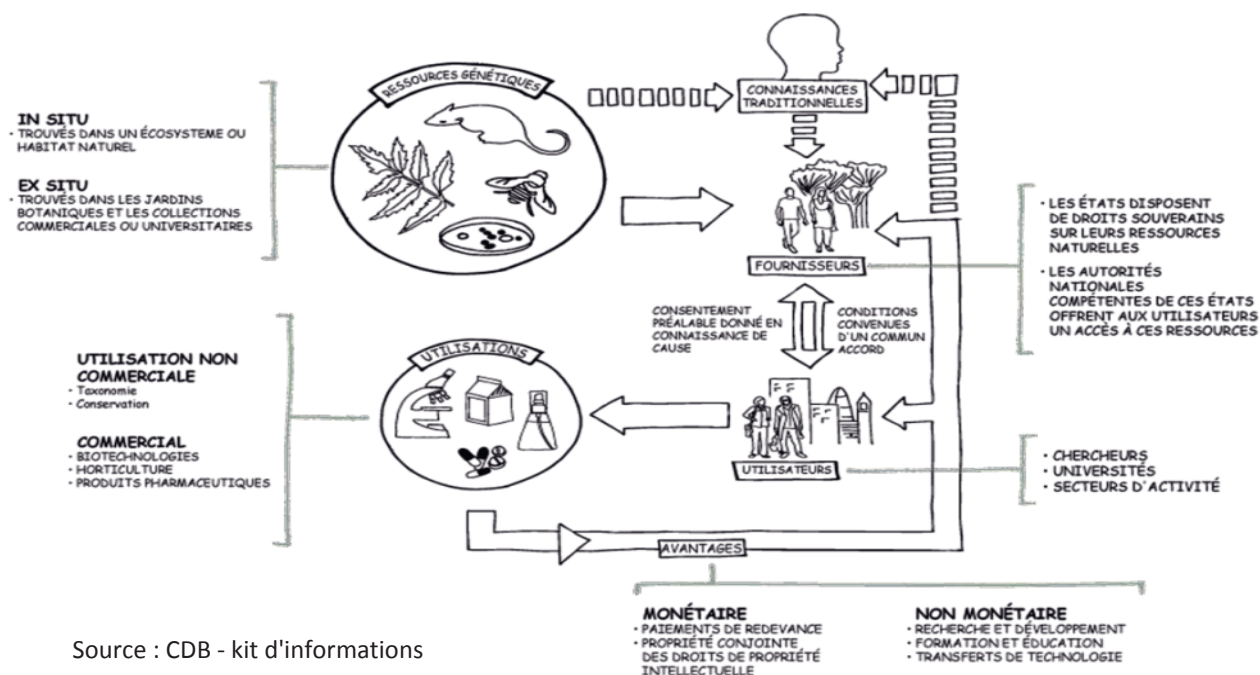 RESSOURCES GÉNÉTIQUES
IN SITU
· TROUVÉS DANS UN ÉCOSYSTEME OU
HABITAT NATUREL
EX SITU
· TROUVÉS DANS LES JARDINS
BOTANIQUES ET LES COLLECTIONS
COMMERCIALES OU UNIVERSITAIRES
CONNAISSANCES
TRADITIONNELLES
FOURNISSEURS
· LES ÉTATS DISPOSENT
DE DROITS SOUVERAINS
SUR LEURS RESSOURCES
NATURELLES
· LES AUTORITÉS
NATIONALES
COMPÉTENTES DE CES ÉTATS
OFFRENT AUX UTILISATEURS
UN ACCÈS À CES RESSOURCES
CONSENTEMENT
PRÉALABLE DONNÉ EN
CONNAISSANCE DE
CAUSE
CONDITIONS
CONVENUES
D'UN COMMUN
ACCORD
UTILISATIONS
UTILISATION NON
COMMERCIALE
· Taxonomie
· Conservation
COMMERCIAL
· BIOTECHNOLOGIES
· HORTICULTURE
· PRODUITS PHARMACEUTIQUES
UTILISATEURS
· CHERCHEURS
· UNIVERSITÉS
· SECTEURS D'ACTIVITÉ
AVANTAGES
MONÉTAIRE
· PAIEMENTS DE REDEVANCE
· PROPRIÉTÉ CONJOINTE
DES DROITS DE PROPRIÉTÉ
INTELLECTUELLE
NON MONÉTAIRE
· RECHERCHE ET DÉVELOPPEMENT
· FORMATION ET ÉDUCATION
· TRANSFERTS DE TECHNOLOGIE
Source : CDB - kit d'informations